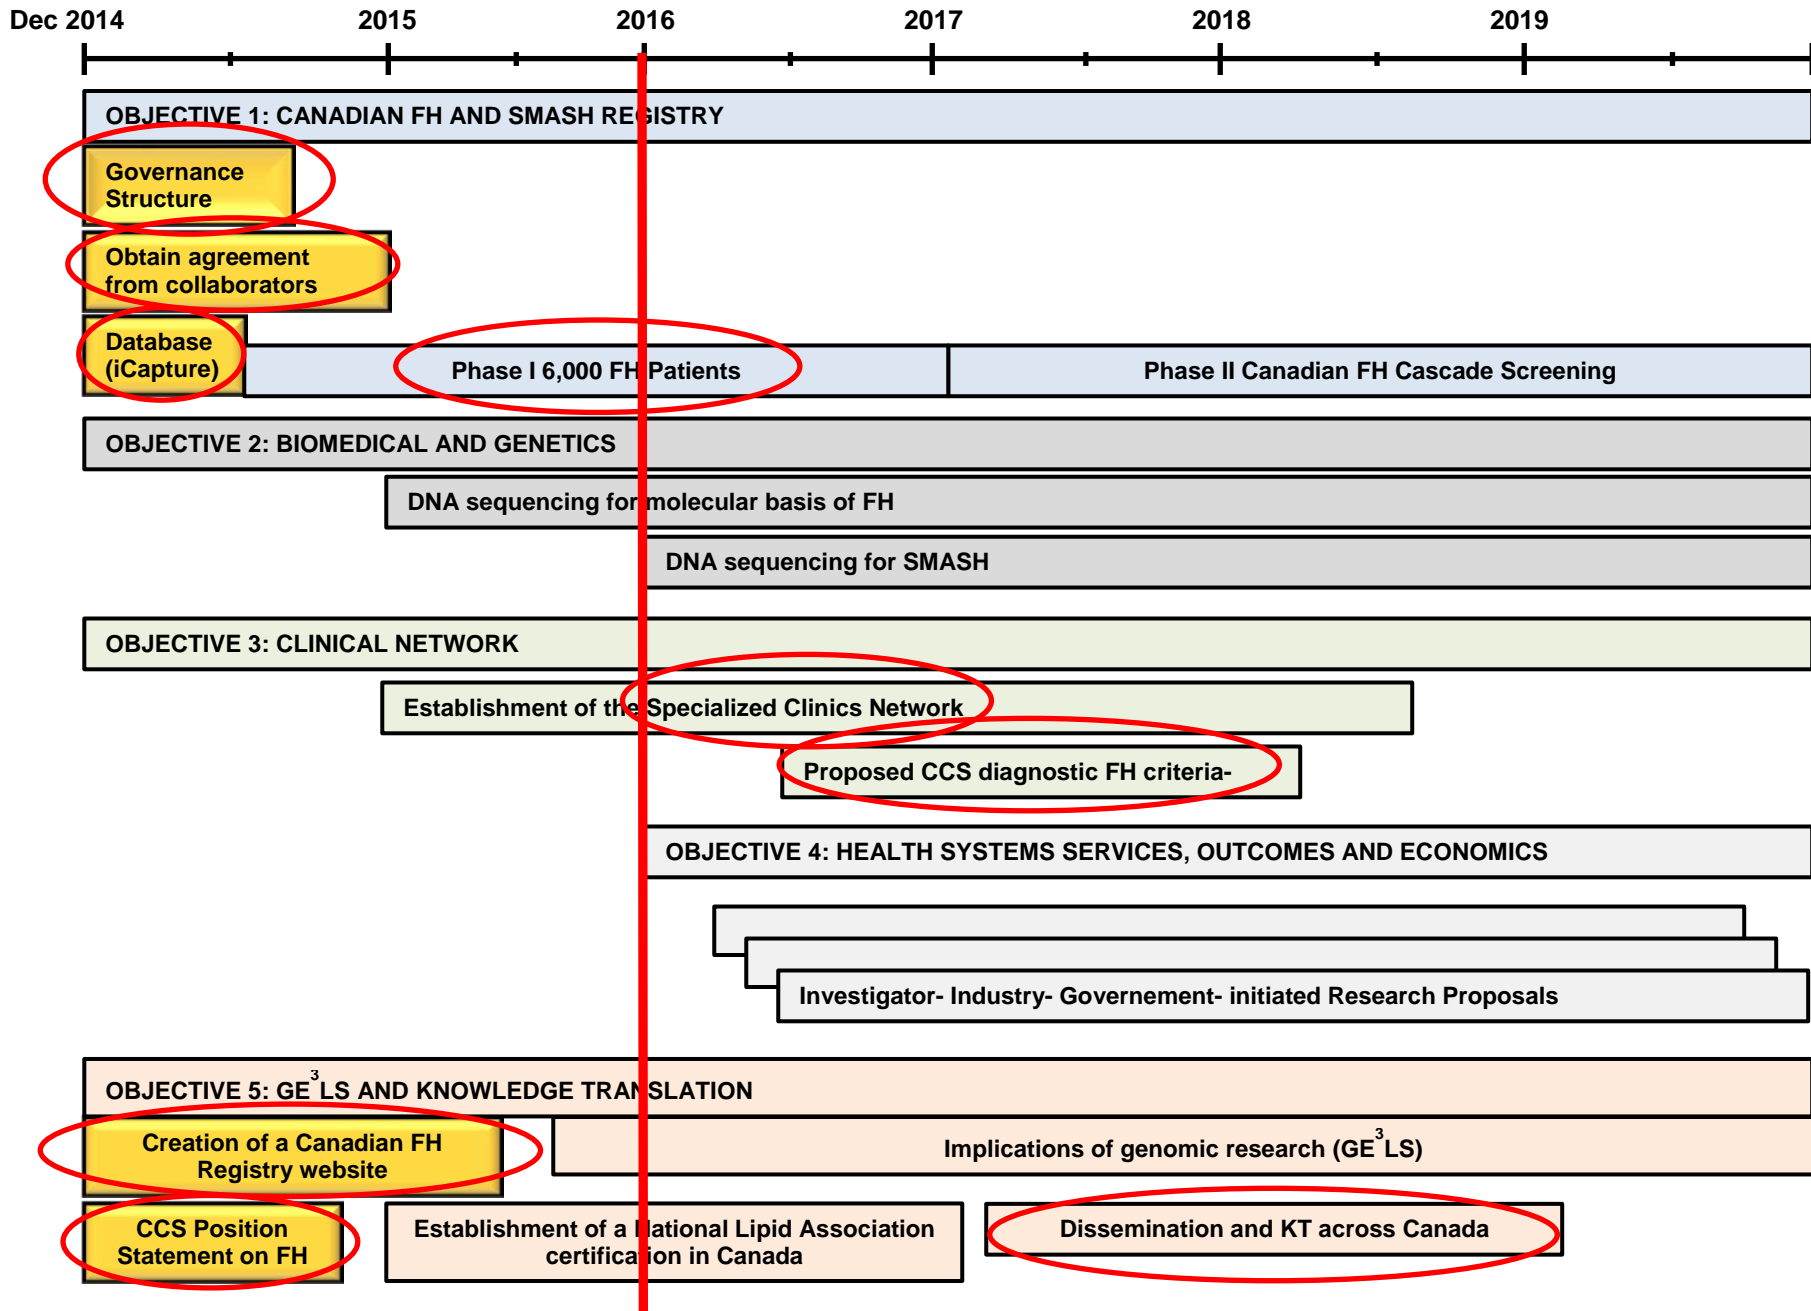 Dec 2014 2015 2016 2017 2018 2019
OBJECTIVE 1: CANADIAN FH AND SMASH REGISTRY
Governance
Structure
Obtain agreement
from collaborators
Database
(iCapture)
Phase I 6,000 FH Patients
Phase II Canadian FH Cascade Screening
OBJECTIVE 2: BIOMEDICAL AND GENETICS
DNA sequencing for molecular basis of FH
DNA sequencing for SMASH
OBJECTIVE 3: CLINICAL NETWORK
Establishment of the Specialized Clinics Network
Proposed CCS diagnostic FH criteria-
OBJECTIVE 4: HEALTH SYSTEMS SERVICES, OUTCOMES AND ECONOMICS
Investigator- Industry- Governement- initiated Research Proposals
OBJECTIVE 5: GE³LS AND KNOWLEDGE TRANSLATION
Creation of a Canadian FH
Registry website
Implications of genomic research (GE³LS)
CCS Position
Statement on FH
Establishment of a National Lipid Association
certification in Canada
Dissemination and KT across Canada